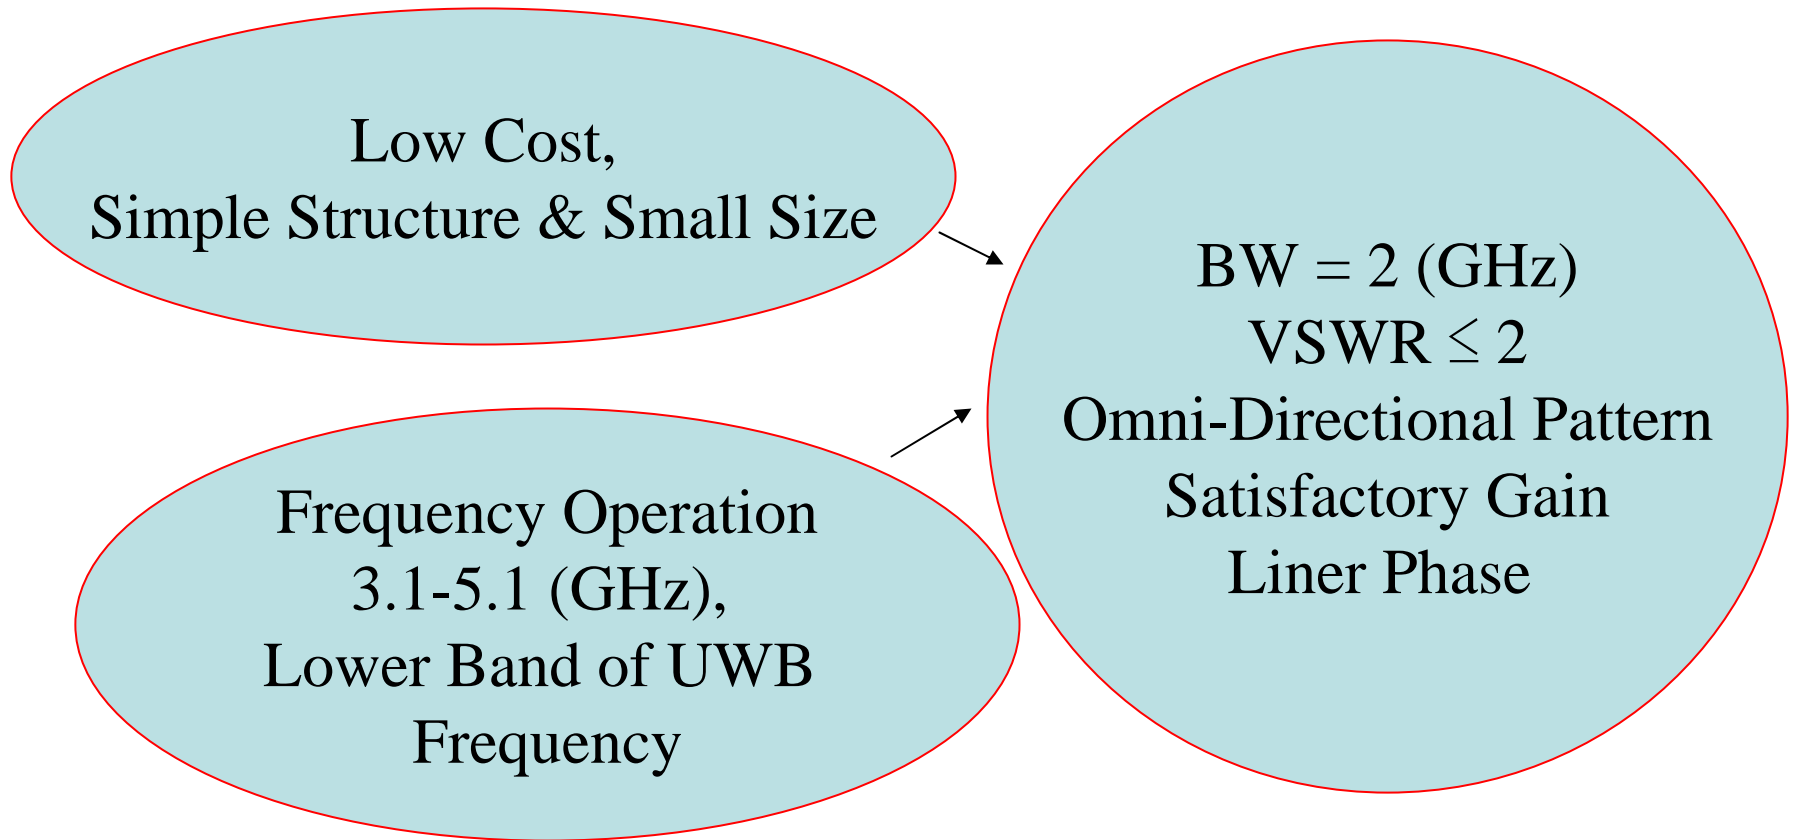 Low Cost,
Simple Structure & Small Size
Frequency Operation
3.1-5.1 (GHz),
Lower Band of UWB
Frequency
BW = 2 (GHz)
VSWR ≤ 2
Omni-Directional Pattern
Satisfactory Gain
Liner Phase